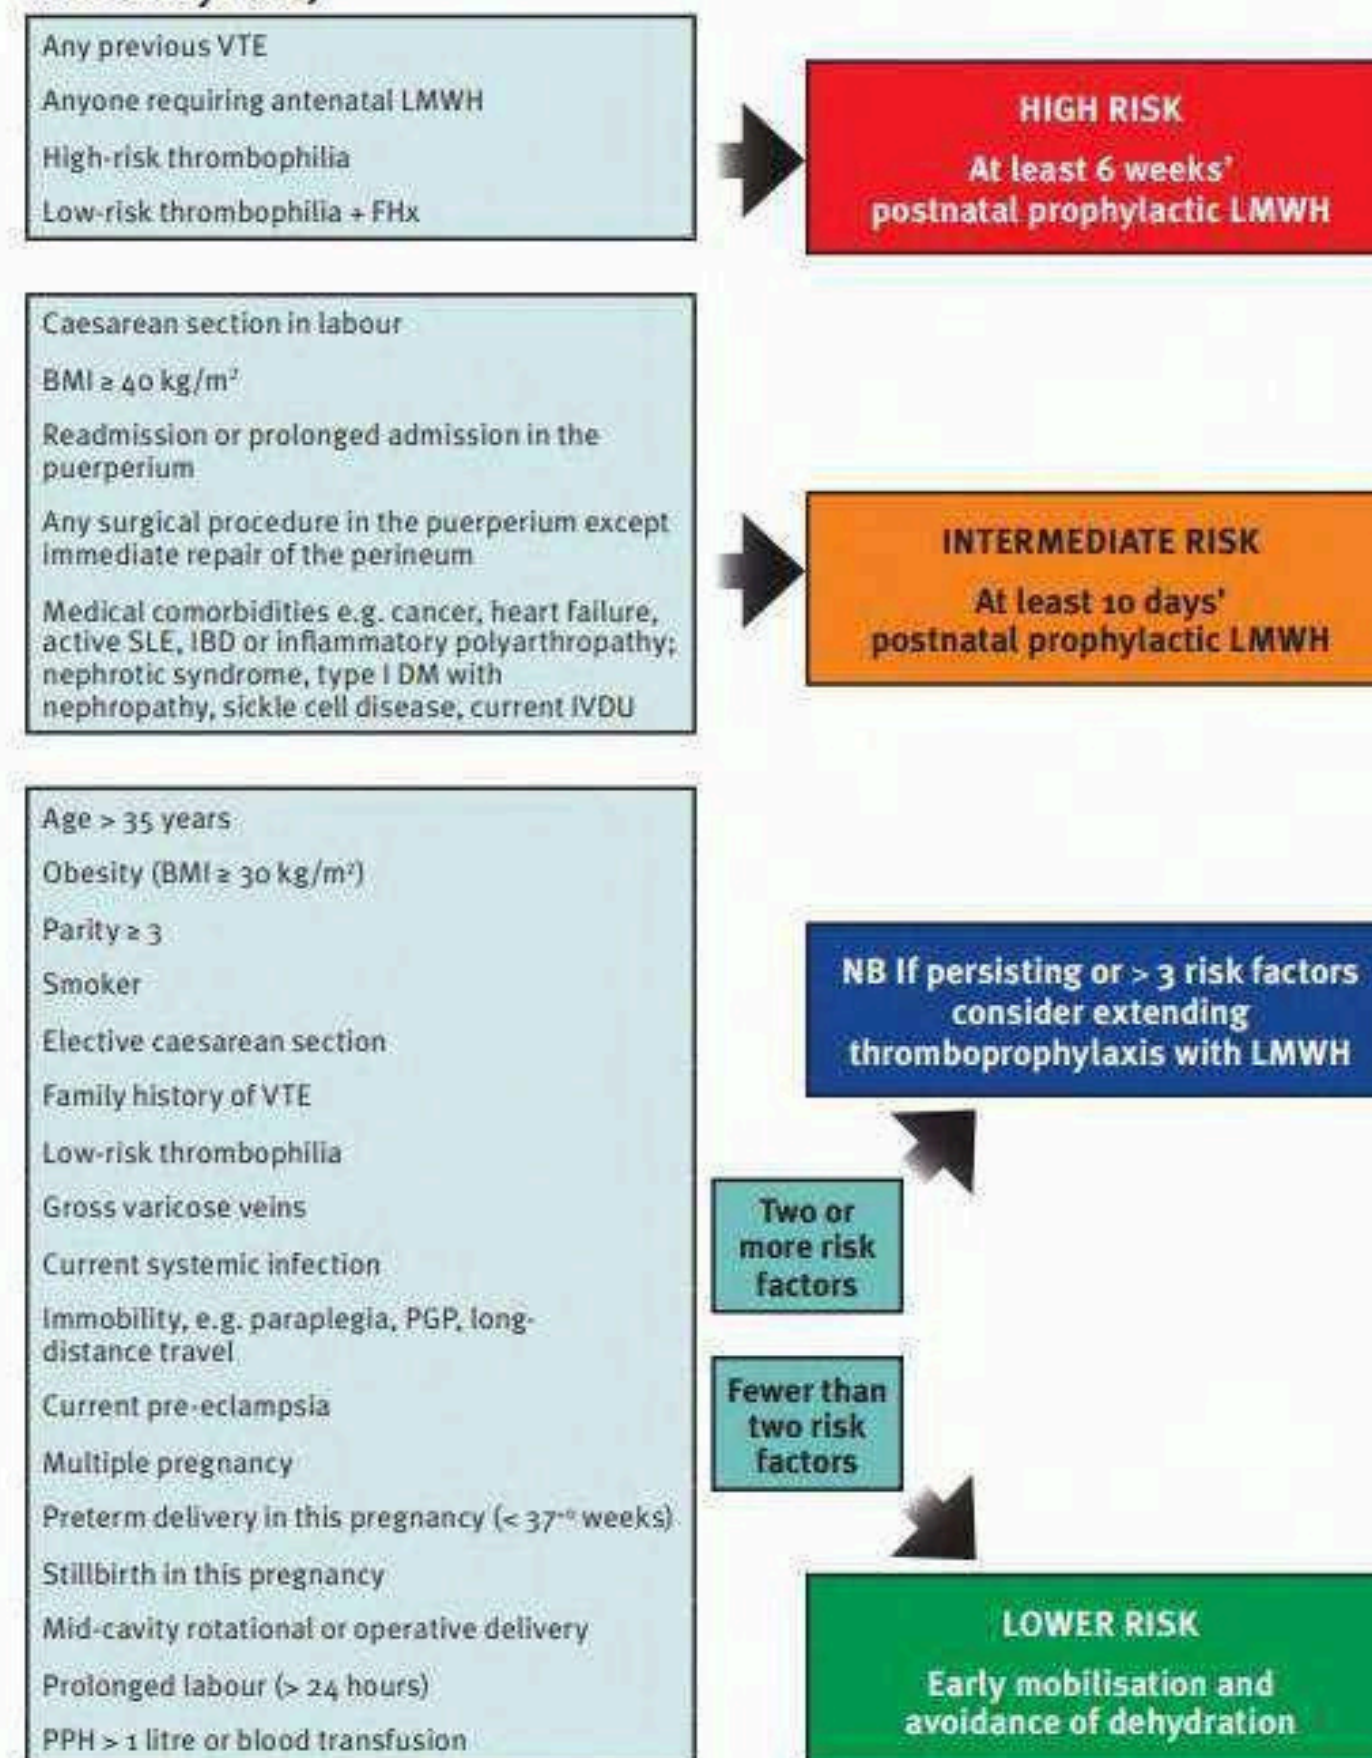 Any previous VTE
Anyone requiring antenatal LMWH
High-risk thrombophilia
Low-risk thrombophilia + FHx
HIGH RISK
At least 6 weeks’
postnatal prophylactic LMWH
Caesarean section in labour
BMI ≥ 40 kg/m²
Readmission or prolonged admission in the
puerperium
Any surgical procedure in the puerperium except
immediate repair of the perineum
Medical comorbidities e.g. cancer, heart failure,
active SLE, IBD or inflammatory polyarthropathy;
nephrotic syndrome, type I DM with
nephropathy, sickle cell disease, current IVDU
INTERMEDIATE RISK
At least 10 days’
postnatal prophylactic LMWH
Age > 35 years
Obesity (BMI ≥ 30 kg/m²)
Parity ≥ 3
Smoker
Elective caesarean section
Family history of VTE
Low-risk thrombophilia
Gross varicose veins
Current systemic infection
Immobility, e.g. paraplegia, PGP, long-
distance travel
Current pre-eclampsia
Multiple pregnancy
Preterm delivery in this pregnancy (< 37⁺⁰ weeks)
Stillbirth in this pregnancy
Mid-cavity rotational or operative delivery
Prolonged labour (> 24 hours)
PPH > 1 litre or blood transfusion
Two or
more risk
factors
Fewer than
two risk
factors
NB If persisting or > 3 risk factors
consider extending
thromboprophylaxis with LMWH
LOWER RISK
Early mobilisation and
avoidance of dehydration